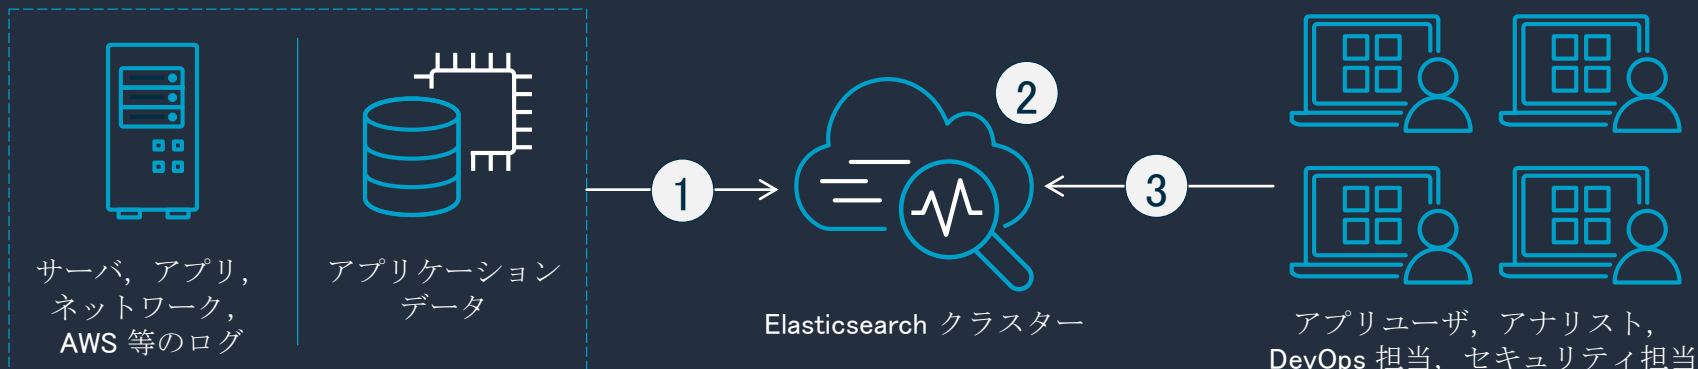 サーバ, アプリ,
ネットワーク,
AWS 等のログ
アプリケーション
データ
1
2
Elasticsearch クラスター
3
アプリユーザ, アナリスト,
DevOps 担当, セキュリティ担当